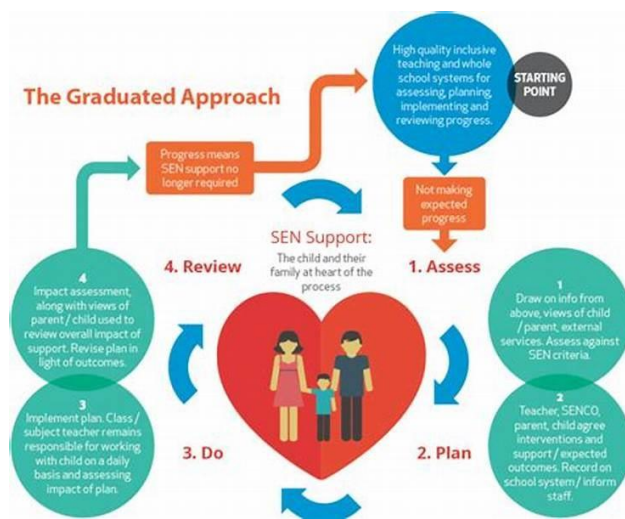 The Graduated Approach
High quality inclusive
teaching and whole
school systems for
assessing, planning,
implementing and
reviewing progress.
STARTING
POINT
Progress means
SEN support no
longer required
Not making
expected
progress
SEN Support:
The child and their
family at heart of the
process
4. Review
1. Assess
4
Impact assessment,
along with views of
parent / child used to
review overall impact of
support. Revise plan in
light of outcomes.
1
Draw on info from
above, views of child
/ parent, external
services. Assess against
SEN criteria.
3
Implement plan. Class /
subject teacher remains
responsible for working
with child on a daily
basis and assessing
impact of plan.
3. Do
2. Plan
2
Teacher, SENCO,
parent, child agree
interventions and
support / expected
outcomes. Record on
school system / inform
staff.